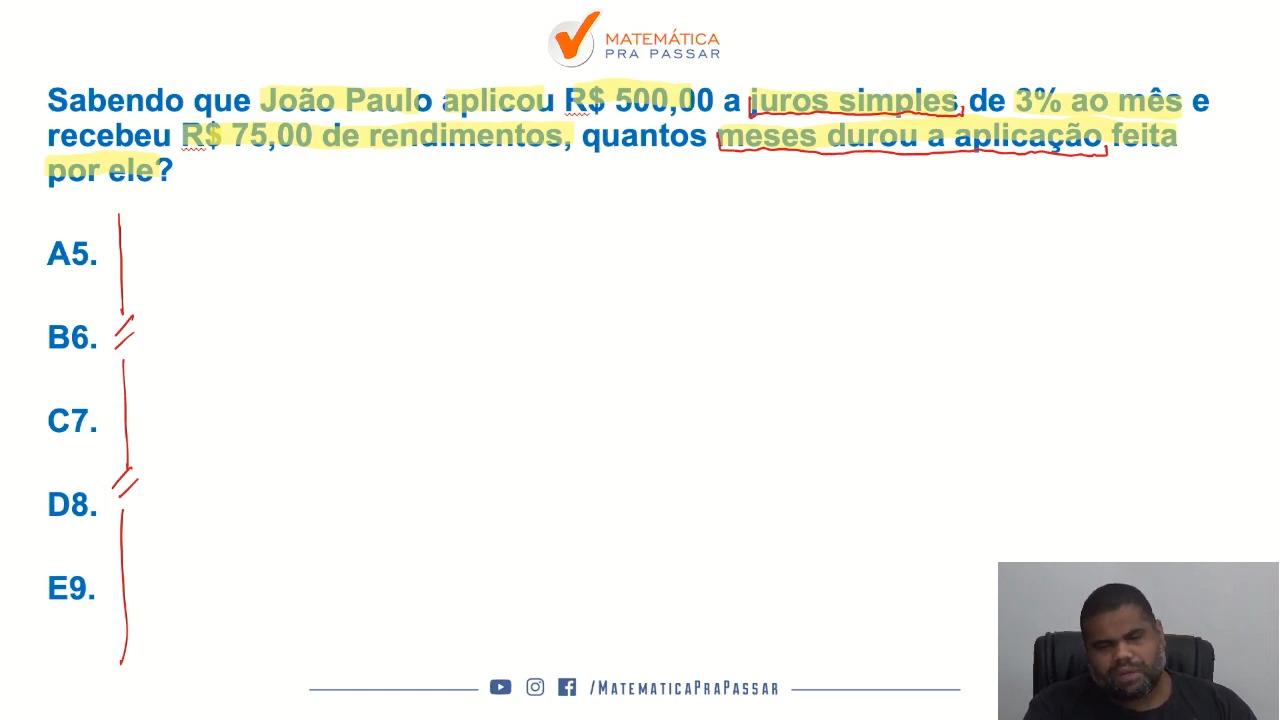 MATEMÁTICA
PRA PASSAR
Sabendo que João Paulo aplicou R$ 500,00 a juros simples de 3% ao mês e
recebeu R$ 75,00 de rendimentos, quantos meses durou a aplicação feita
por ele?
A5.
B6.
C7.
D8.
E9.
/MATEMATICAPRAPASSAR